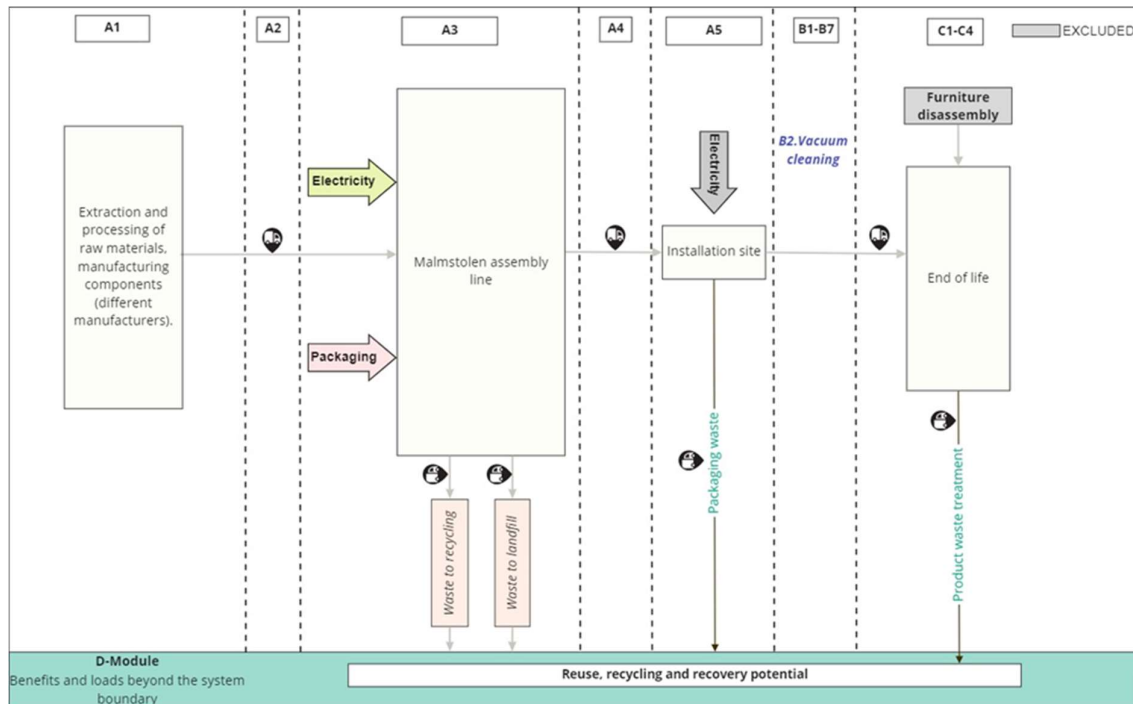 A1
A2
A3
A4
A5
B1-B7
C1-C4
EXCLUDED
Furniture
disassembly
Electricity
B2.Vacuum
cleaning
Electricity
Extraction and
processing of
raw materials,
manufacturing
components
(different
manufacturers).
Malmstolen assembly
line
Installation site
End of life
Packaging
Packaging waste
Product waste treatment
Waste to recycling
Waste to landfill
D-Module
Benefits and loads beyond the system
boundary
Reuse, recycling and recovery potential